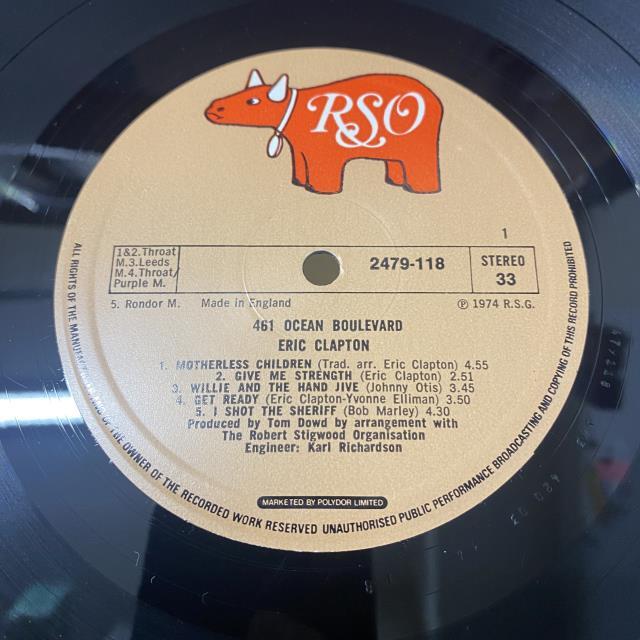 RSO
1
1&2.Throat
M.3.Leeds
M.4.Throat/
Purple M.
2479-118
STEREO
33
5. Rondor M. Made in England
℗ 1974 R.S.G.
461 OCEAN BOULEVARD
ERIC CLAPTON
1. MOTHERLESS CHILDREN (Trad. arr. Eric Clapton) 4.55
2. GIVE ME STRENGTH (Eric Clapton) 2.51
3. WILLIE AND THE HAND JIVE (Johnny Otis) 3.45
4. GET READY (Eric Clapton-Yvonne Elliman) 3.50
5. I SHOT THE SHERIFF (Bob Marley) 4.30
Produced by Tom Dowd by arrangement with
The Robert Stigwood Organisation
Engineer: Karl Richardson
MARKETED BY POLYDOR LIMITED
ALL RIGHTS OF THE OF THE OWNER OF THE RECORDED WORK RESERVED UNAUTHORISED PUBLIC PERFORMANCE BROADCASTING AND COPYING OF THIS RECORD PROHIBITED